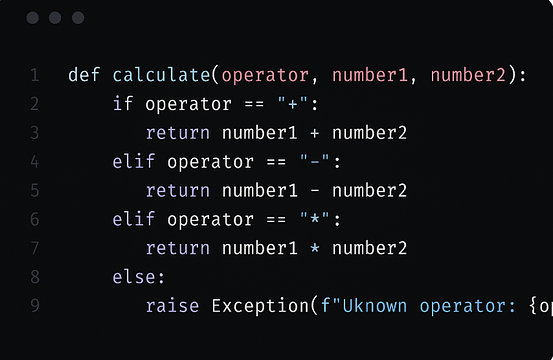 1 def calculate(operator, number1, number2):
2 if operator == "+":
3 return number1 + number2
4 elif operator == "-":
5 return number1 - number2
6 elif operator == "*":
7 return number1 * number2
8 else:
9 raise Exception(f"Uknown operator: {op